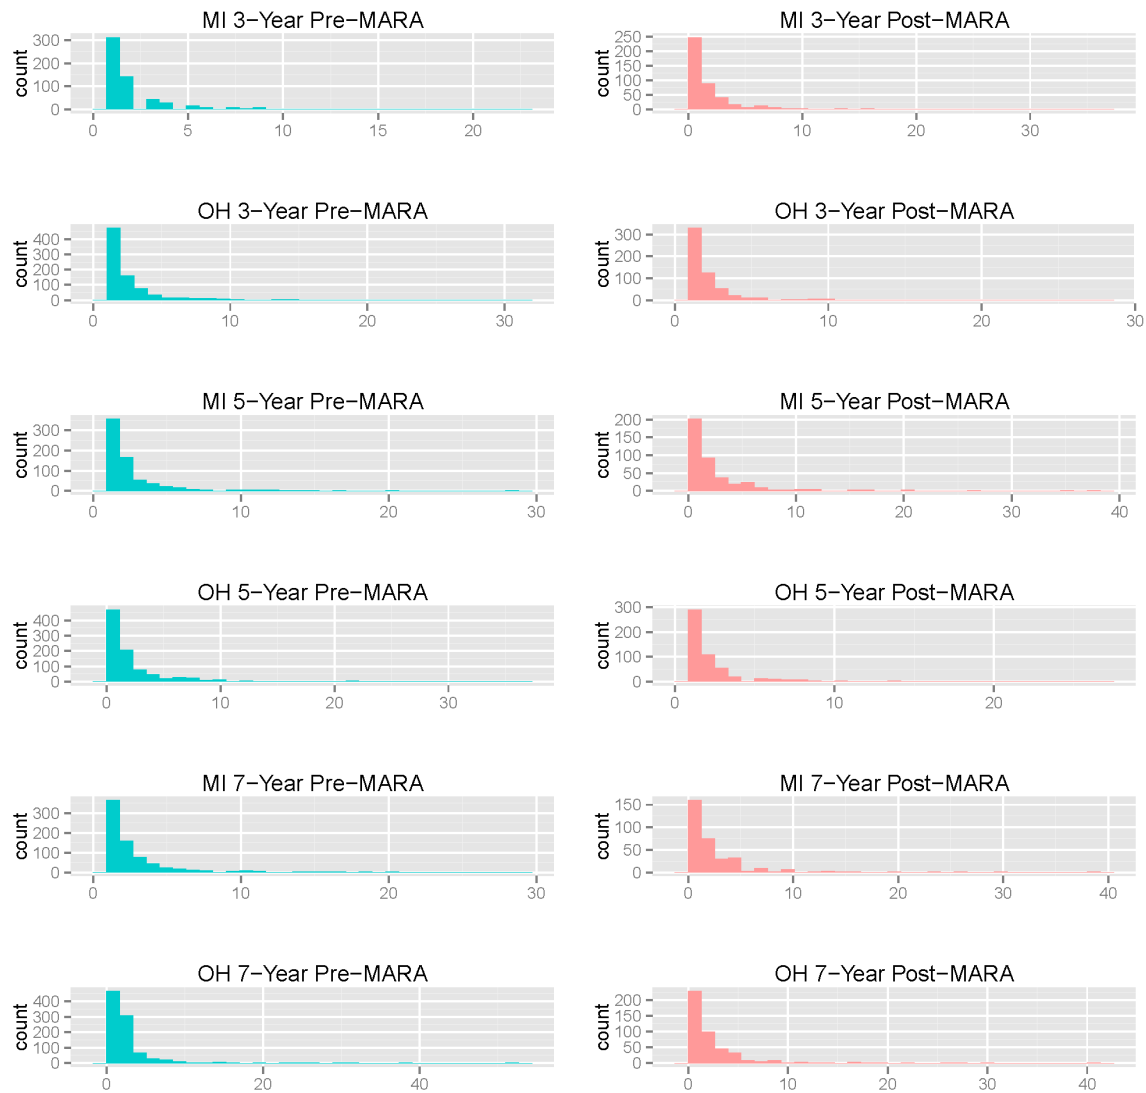 MI 3−Year Pre−MARA
count
300
200
100
0
0 5 10 15 20
MI 3−Year Post−MARA
count
250
200
150
100
50
0
0 10 20 30
OH 3−Year Pre−MARA
count
400
300
200
100
0
0 10 20 30
OH 3−Year Post−MARA
count
300
200
100
0
0 10 20 30
MI 5−Year Pre−MARA
count
300
200
100
0
0 10 20 30
MI 5−Year Post−MARA
count
200
150
100
50
0
0 10 20 30 40
OH 5−Year Pre−MARA
count
400
300
200
100
0
0 10 20 30
OH 5−Year Post−MARA
count
300
200
100
0
0 10 20
MI 7−Year Pre−MARA
count
300
200
100
0
0 10 20 30
MI 7−Year Post−MARA
count
150
100
50
0
0 10 20 30 40
OH 7−Year Pre−MARA
count
400
300
200
100
0
0 20 40
OH 7−Year Post−MARA
count
200
150
100
50
0
0 10 20 30 40